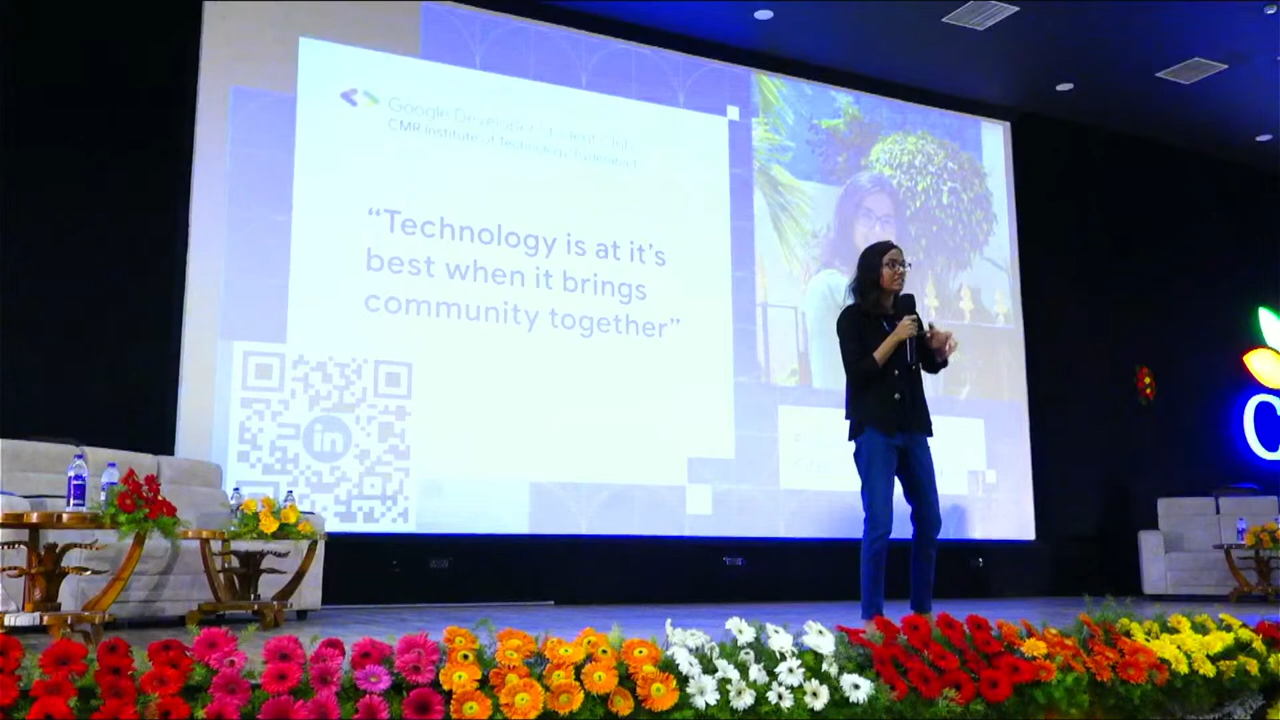 Google Developer Student Clubs
CMR Institute of Technology Hyderabad
“Technology is at it’s
best when it brings
community together”
in
C